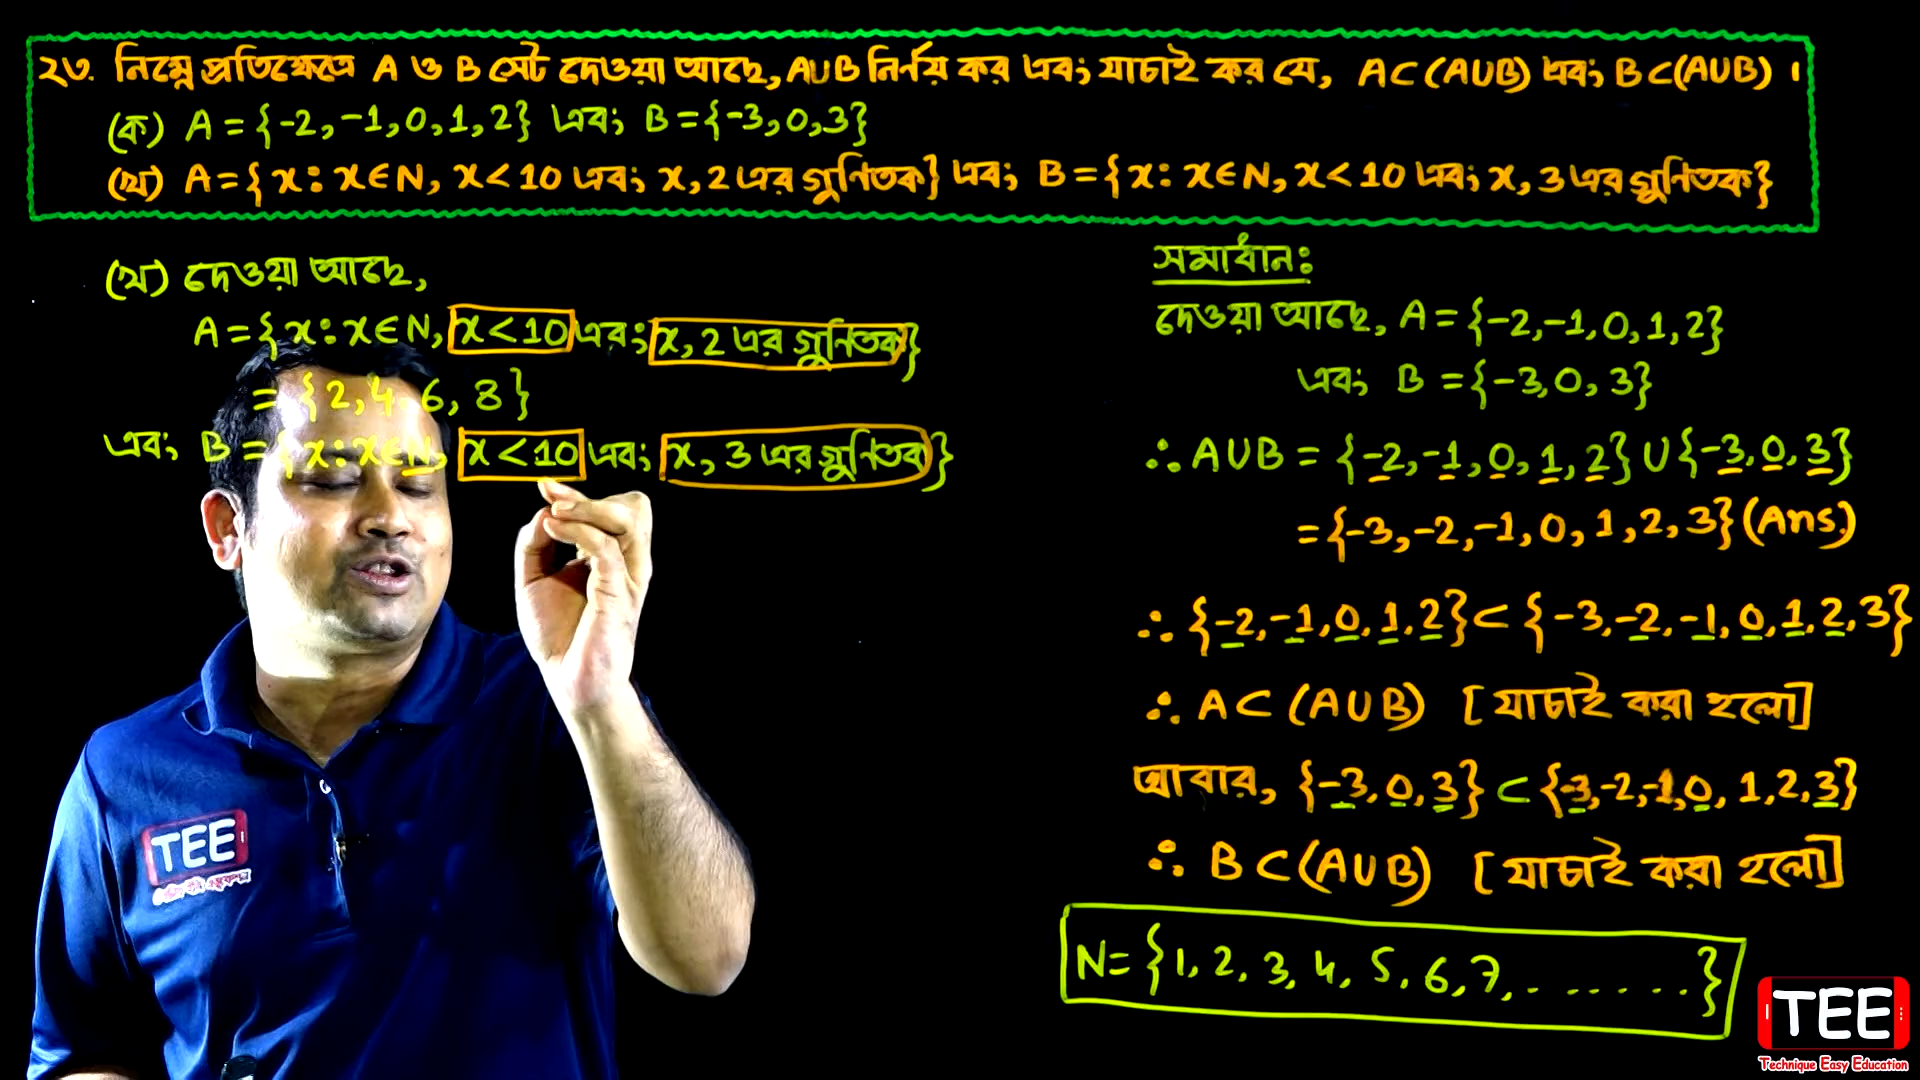 ২৩. নিম্নে প্রতিক্ষেত্রে A ও B সেট দেওয়া আছে, A∪B নির্ণয় কর এবং যাচাই কর যে, A⊂(A∪B) এবং B⊂(A∪B) ।
(ক) A={-2,-1,0,1,2} এবং B={-3,0,3}
(খ) A={x:x∈N, x<10 এবং x,2 এর গুণিতক} এবং B={x:x∈N, x<10 এবং x,3 এর গুণিতক}
(খ) দেওয়া আছে,
A={x:x∈N, x<10 এবং x,2 এর গুণিতক}
={2,4,6,8}
এবং B={x:x∈N, x<10 এবং x,3 এর গুণিতক}
সমাধান:
দেওয়া আছে, A={-2,-1,0,1,2}
এবং B={-3,0,3}
∴ A∪B = {-2,-1,0,1,2}∪{-3,0,3}
={-3,-2,-1,0,1,2,3}(Ans.)
∴ {-2,-1,0,1,2}⊂{-3,-2,-1,0,1,2,3}
∴ A⊂(A∪B) [যাচাই করা হলো]
আবার, {-3,0,3}⊂{-3,-2,-1,0,1,2,3}
∴ B⊂(A∪B) [যাচাই করা হলো]
N={1,2,3,4,5,6,7,.......}
TEE
TEE
Technique Easy Education